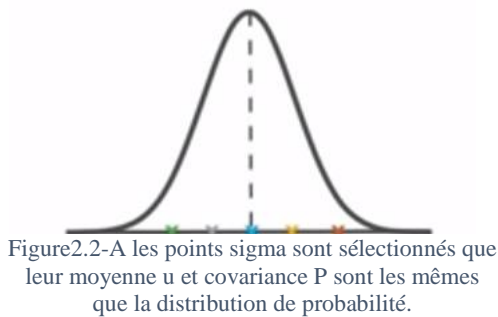 Figure2.2-A les points sigma sont sélectionnés que
leur moyenne u et covariance P sont les mêmes
que la distribution de probabilité.